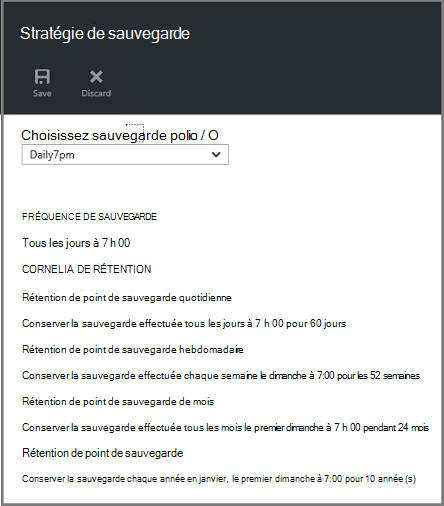 Stratégie de sauvegarde
Save Discard
Choisissez sauvegarde polio / O
Daily7pm
FRÉQUENCE DE SAUVEGARDE
Tous les jours à 7 h 00
CORNELIA DE RÉTENTION
Rétention de point de sauvegarde quotidienne
Conserver la sauvegarde effectuée tous les jours à 7 h 00 pour 60 jours
Rétention de point de sauvegarde hebdomadaire
Conserver la sauvegarde effectuée chaque semaine le dimanche à 7:00 pour les 52 semaines
Rétention de point de sauvegarde de mois
Conserver la sauvegarde effectuée tous les mois le premier dimanche à 7 h 00 pendant 24 mois
Rétention de point de sauvegarde
Conserver la sauvegarde chaque année en janvier, le premier dimanche à 7:00 pour 10 année (s)